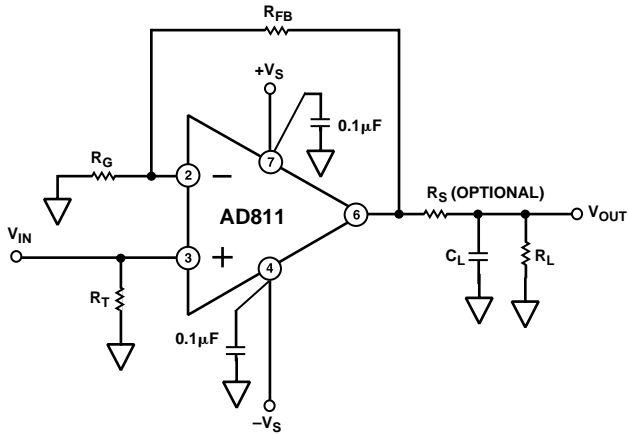 R_FB
+V_S
0.1µF
7
R_G
2
−
AD811
6
R_S (OPTIONAL)
V_OUT
V_IN
3
+
4
C_L
R_L
R_T
0.1µF
−V_S